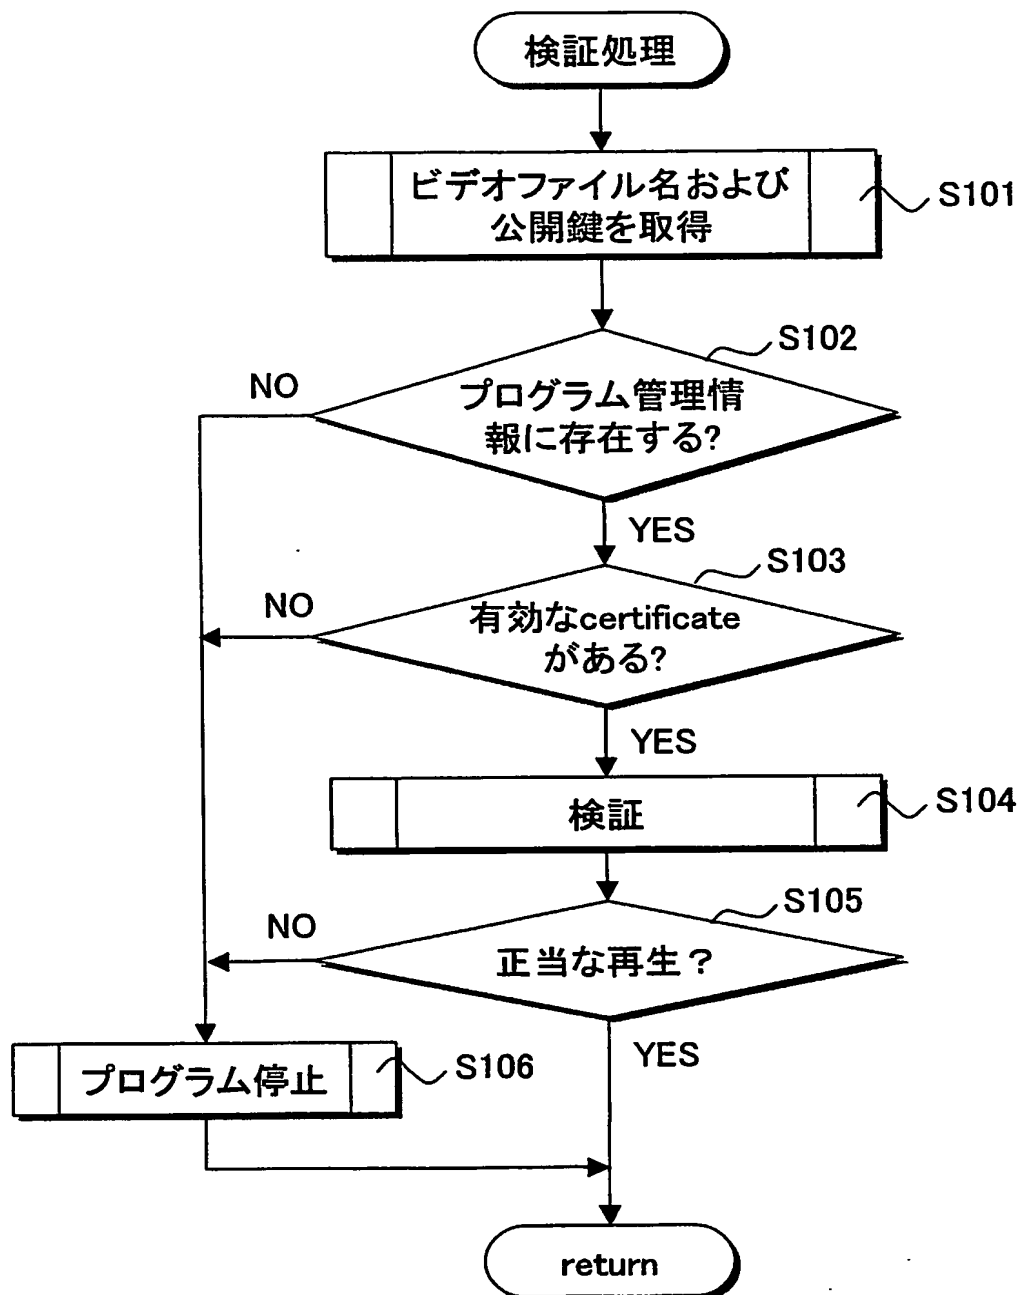 検証処理
ビデオファイル名および
公開鍵を取得
S101
S102
NO
プログラム管理情
報に存在する?
YES
S103
NO
有効なcertificate
がある?
YES
検証
S104
S105
NO
正当な再生？
YES
プログラム停止
S106
return